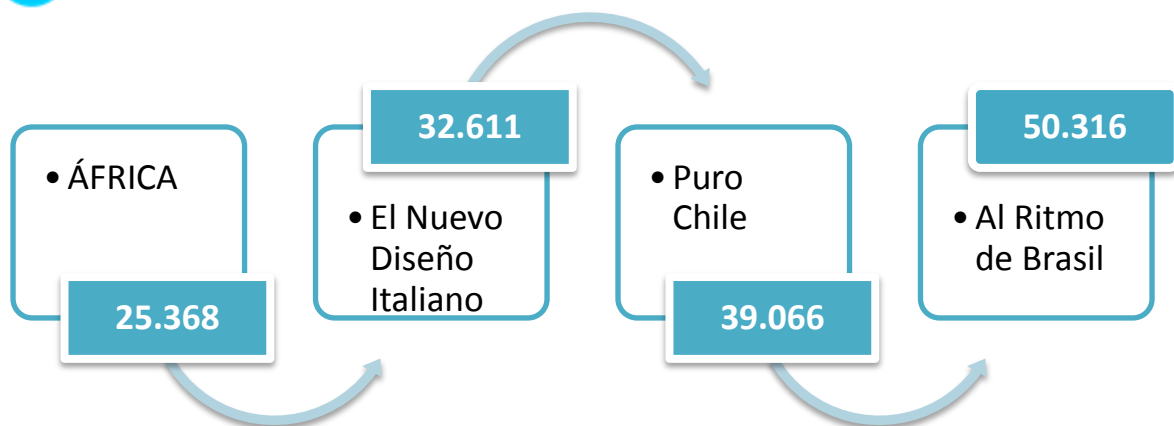 • ÁFRICA
25.368
32.611
• El Nuevo
Diseño
Italiano
• Puro
Chile
39.066
50.316
• Al Ritmo
de Brasil